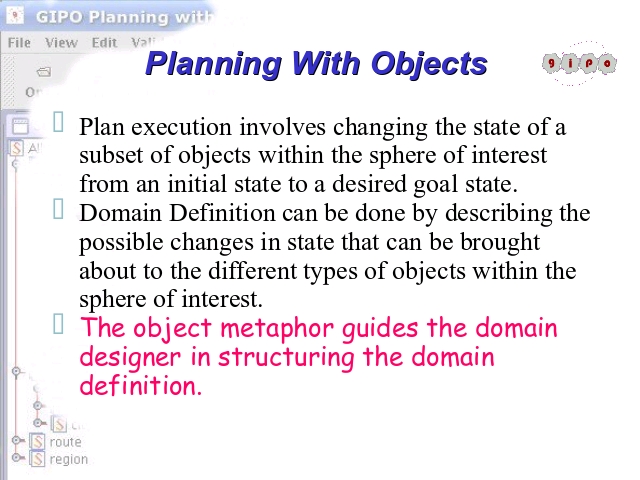 GIPO Planning with
File View Edit
Planning With Objects
gipo
Plan execution involves changing the state of a
subset of objects within the sphere of interest
from an initial state to a desired goal state.
Domain Definition can be done by describing the
possible changes in state that can be brought
about to the different types of objects within the
sphere of interest.
The object metaphor guides the domain
designer in structuring the domain
definition.
route
region